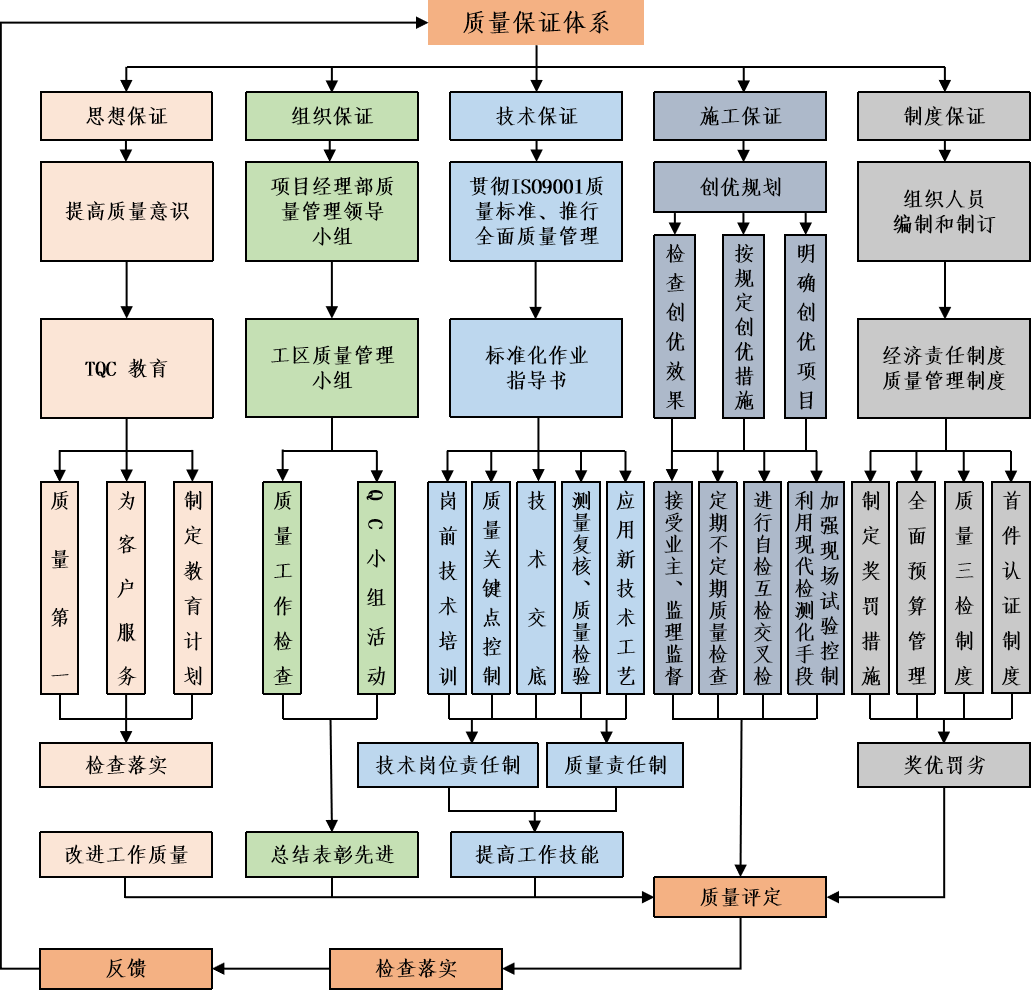 质量保证体系
思想保证
组织保证
技术保证
施工保证
制度保证
提高质量意识
项目经理部质
量管理领导
小组
贯彻ISO9001质
量标准、推行
全面质量管理
创优规划
组织人员
编制和制订
检查创优效果
按规定创优措施
明确创优项目
TQC 教育
工区质量管理
小组
标准化作业
指导书
经济责任制度
质量管理制度
质量第一
为客户服务
制定教育计划
质量工作检查
QC小组活动
岗前技术培训
质量关键点控制
技术交底
测量复核、质量检验
应用新技术工艺
接受业主、监理监督
定期不定期质量检查
进行自检互检交叉检
加强现场试验控制
利用现代检测化手段
制定奖罚措施
全面预算管理
质量三检制度
首件认证制度
检查落实
技术岗位责任制
质量责任制
奖优罚劣
改进工作质量
总结表彰先进
提高工作技能
质量评定
反馈
检查落实